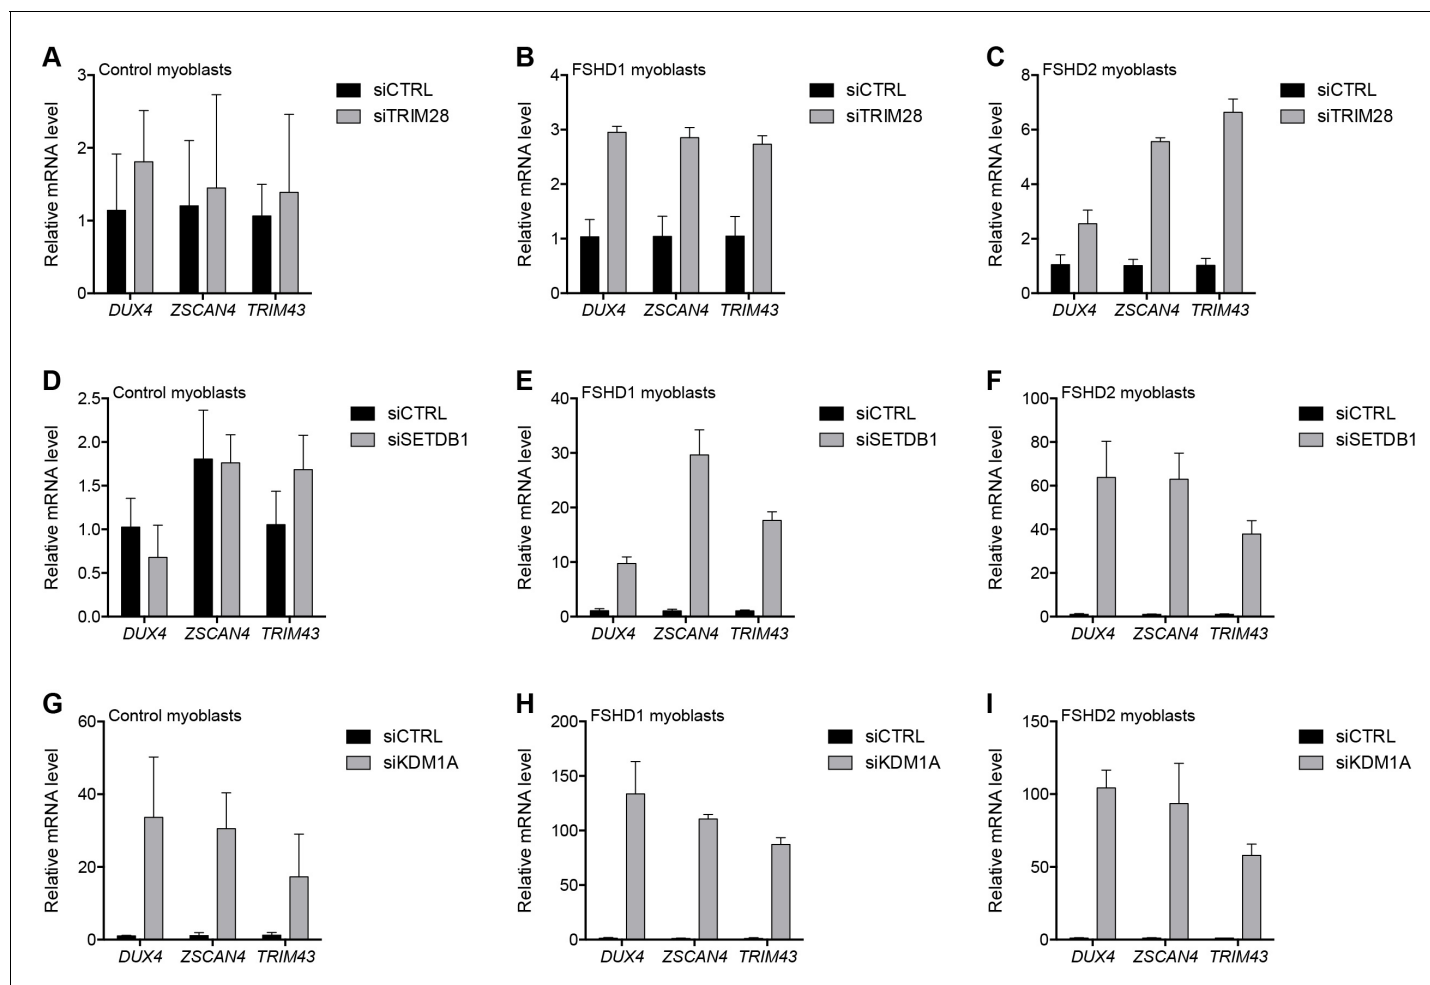 A
Control myoblasts
siCTRL
siTRIM28
Relative mRNA level
3
2
1
0
DUX4 ZSCAN4 TRIM43
B
FSHD1 myoblasts
siCTRL
siTRIM28
Relative mRNA level
4
3
2
1
0
DUX4 ZSCAN4 TRIM43
C
FSHD2 myoblasts
siCTRL
siTRIM28
Relative mRNA level
8
6
4
2
0
DUX4 ZSCAN4 TRIM43
D
Control myoblasts
siCTRL
siSETDB1
Relative mRNA level
2.5
2.0
1.5
1.0
0.5
0.0
DUX4 ZSCAN4 TRIM43
E
FSHD1 myoblasts
siCTRL
siSETDB1
Relative mRNA level
40
30
20
10
0
DUX4 ZSCAN4 TRIM43
F
FSHD2 myoblasts
siCTRL
siSETDB1
Relative mRNA level
100
80
60
40
20
0
DUX4 ZSCAN4 TRIM43
G
Control myoblasts
siCTRL
siKDM1A
Relative mRNA level
60
40
20
0
DUX4 ZSCAN4 TRIM43
H
FSHD1 myoblasts
siCTRL
siKDM1A
Relative mRNA level
200
150
100
50
0
DUX4 ZSCAN4 TRIM43
I
FSHD2 myoblasts
siCTRL
siKDM1A
Relative mRNA level
150
100
50
0
DUX4 ZSCAN4 TRIM43